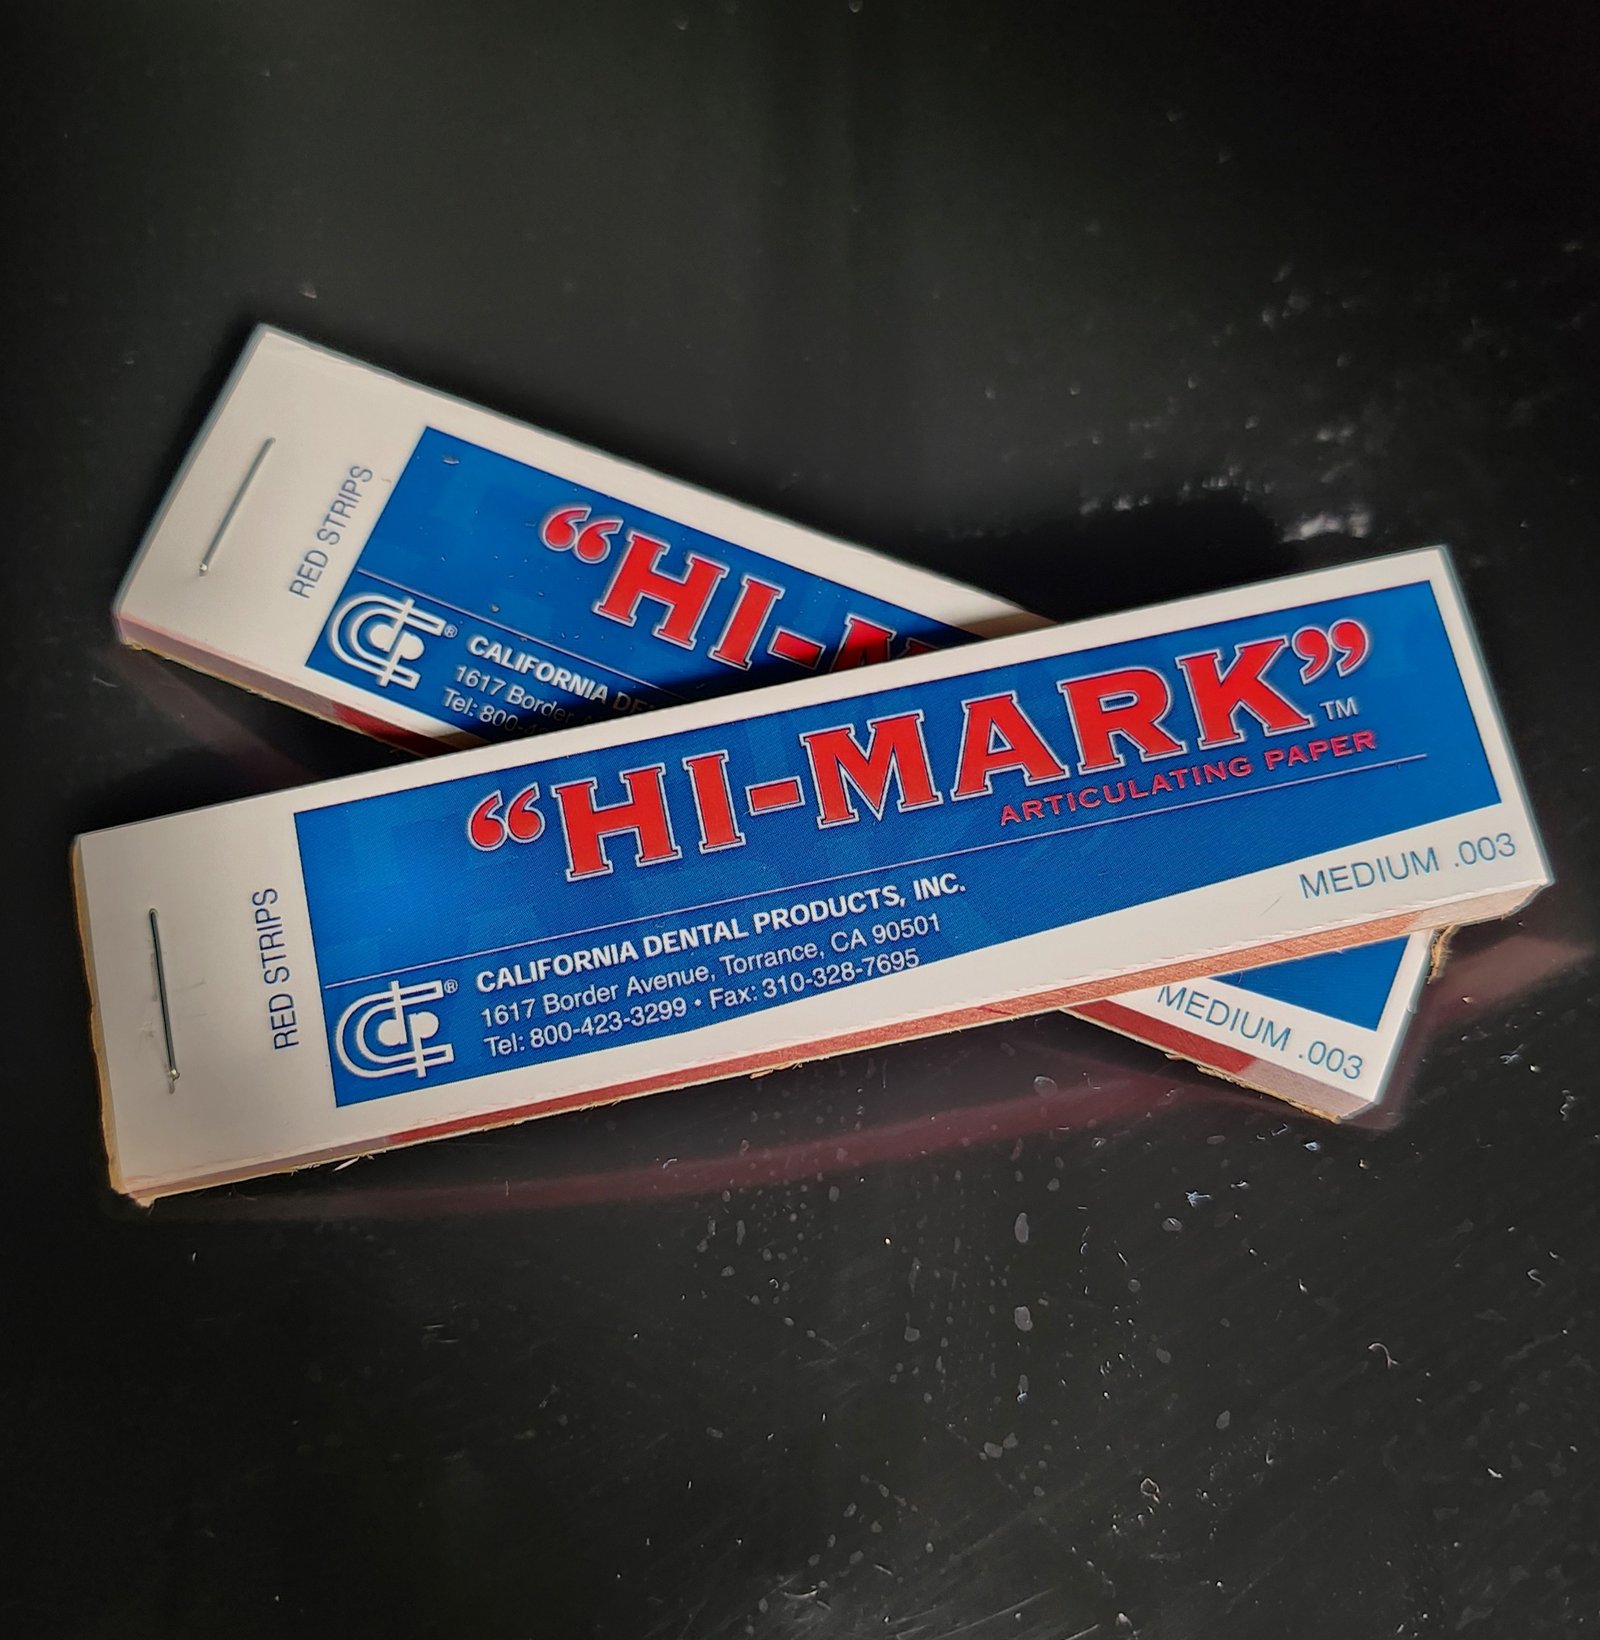 RED STRIPS
"HI-M
® CALIFORNIA DE
1617 Border
Tel: 800-4
MEDIUM .003
RED STRIPS
"HI-MARK"™
ARTICULATING PAPER
® CALIFORNIA DENTAL PRODUCTS, INC.
1617 Border Avenue, Torrance, CA 90501
Tel: 800-423-3299 • Fax: 310-328-7695
MEDIUM .003